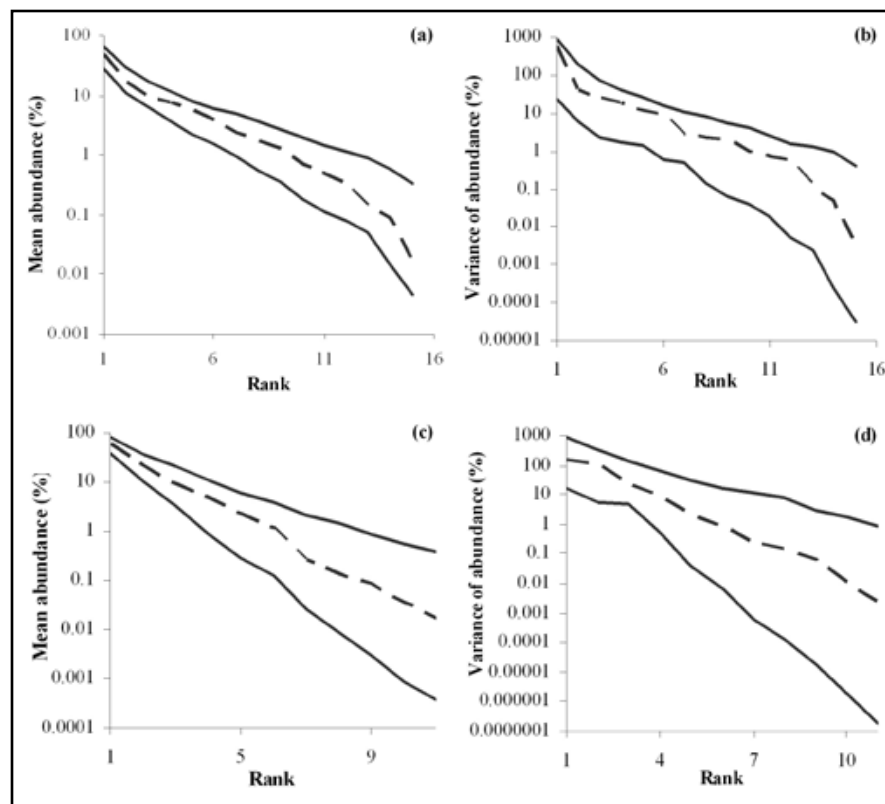 (a)
Mean abundance (%)
100
10
1
0.1
0.01
0.001
1 6 11 16
Rank
(b)
Variance of abundance (%)
1000
100
10
1
0.1
0.01
0.001
0.0001
0.00001
1 6 11 16
Rank
(c)
Mean abundance (%)
100
10
1
0.1
0.01
0.001
0.0001
1 5 9
Rank
(d)
Variance of abundance (%)
1000
100
10
1
0.1
0.01
0.001
0.0001
0.00001
0.000001
0.0000001
1 4 7 10
Rank